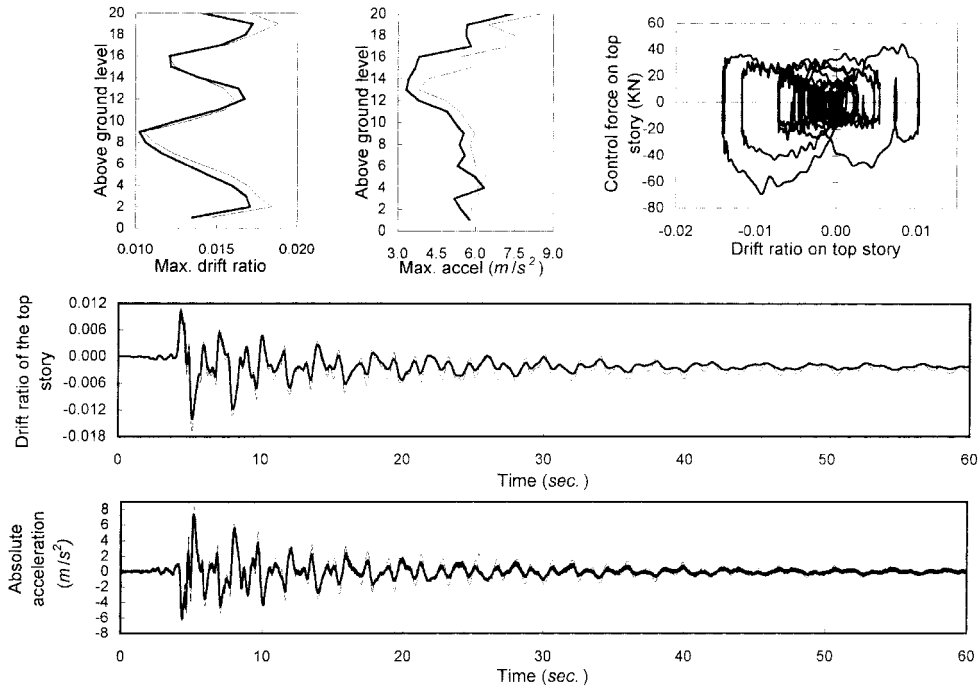 Above ground level
20
18
16
14
12
10
8
6
4
2
0
0.010 0.015 0.020
Max. drift ratio
Above ground level
20
18
16
14
12
10
8
6
4
2
0
3.0 4.5 6.0 7.5 9.0
Max. accel (m/s²)
Control force on top
story (KN)
60
40
20
0
-20
-40
-60
-80
-0.02 -0.01 0.00 0.01
Drift ratio on top story
Drift ratio of the top
story
0.012
0.006
0.000
-0.006
-0.012
-0.018
0 10 20 30 40 50 60
Time (sec.)
Absolute
acceleration
(m/s²)
8
6
4
2
0
-2
-4
-6
-8
0 10 20 30 40 50 60
Time (sec.)